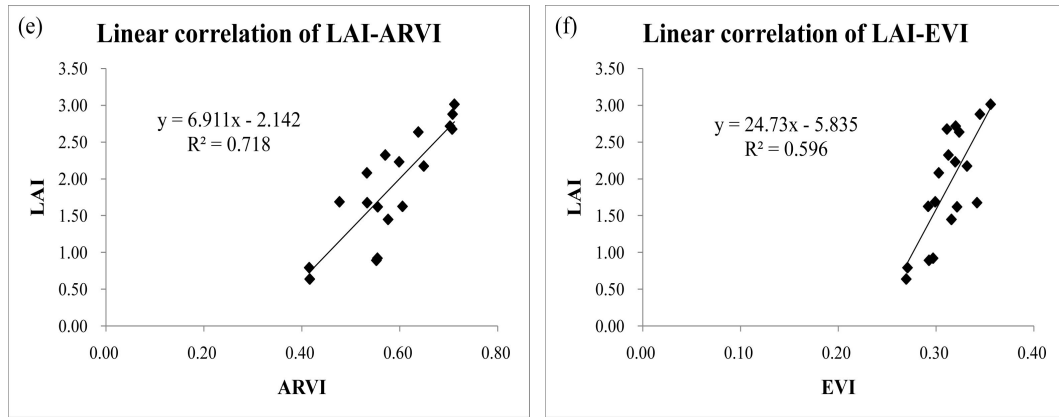 (e)
Linear correlation of LAI-ARVI
3.50
3.00
2.50
2.00
1.50
1.00
0.50
0.00
LAI
y = 6.911x - 2.142
R² = 0.718
0.00 0.20 0.40 0.60 0.80
ARVI
(f)
Linear correlation of LAI-EVI
3.50
3.00
2.50
2.00
1.50
1.00
0.50
0.00
LAI
y = 24.73x - 5.835
R² = 0.596
0.00 0.10 0.20 0.30 0.40
EVI